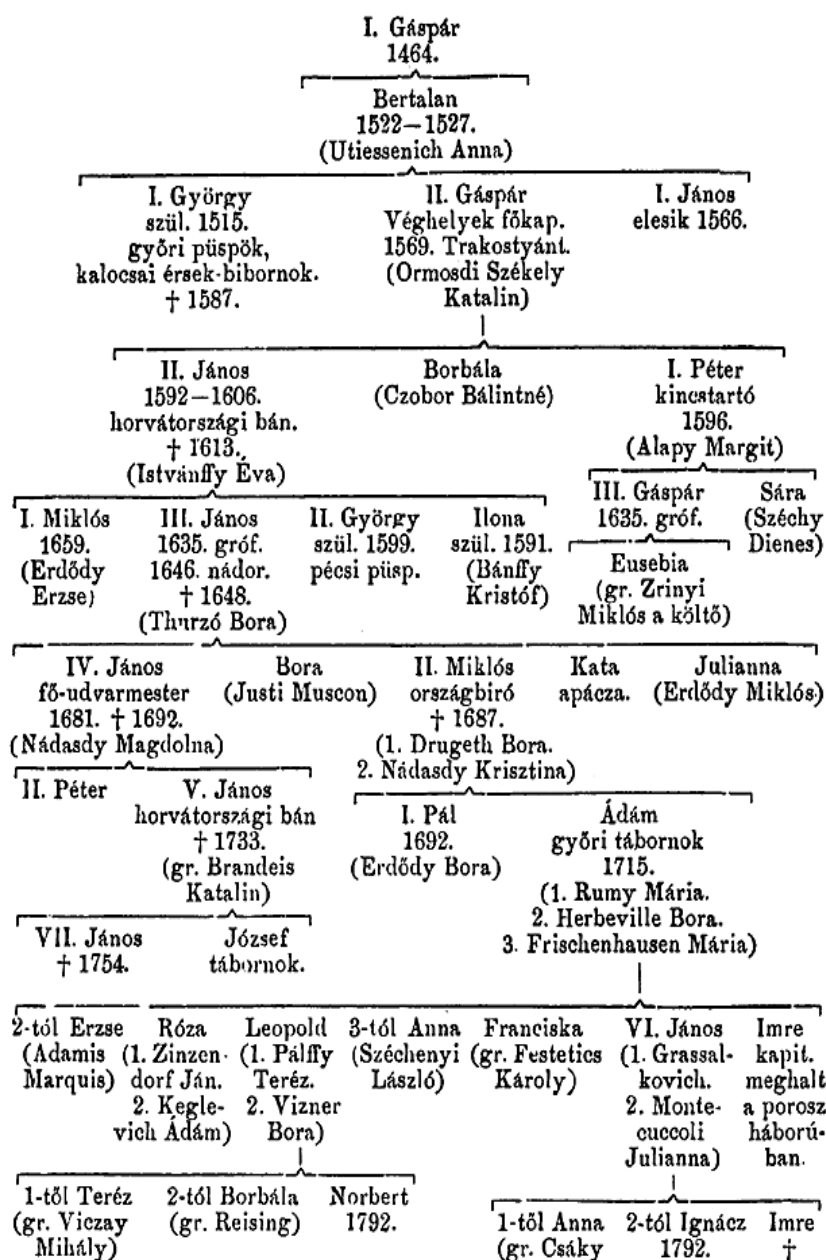 I. Gáspár
1464.
Bertalan
1522—1527.
(Utiessenich Anna)
I. György
szül. 1515.
győri püspök,
kalocsai érsek-bibornok.
† 1587.
II. Gáspár
Véghelyek főkap.
1569. Trakostyánt.
(Ormosdi Székely
Katalin)
I. János
elesik 1566.
II. János
1592—1606.
horvátországi bán.
† 1613.
(Istvánffy Éva)
Borbála
(Czobor Bálintné)
I. Péter
kincstartó
1596.
(Alapy Margit)
I. Miklós
1659.
(Erdődy
Erzse)
III. János
1635. gróf.
1646. nádor.
† 1648.
(Thurzó Bora)
II. György
szül. 1599.
pécsi püsp.
Ilona
szül. 1591.
(Bánffy
Kristóf)
III. Gáspár
1635. gróf.
Sára
(Széchy
Dienes)
Eusebia
(gr. Zrinyi
Miklós a költő)
IV. János
fő-udvarmester
1681. † 1692.
(Nádasdy Magdolna)
Bora
(Justi Muscon)
II. Miklós
országbiró
† 1687.
(1. Drugeth Bora.
2. Nádasdy Krisztina)
Kata
apácza.
Julianna
(Erdődy Miklós)
II. Péter
V. János
horvátországi bán
† 1733.
(gr. Brandeis
Katalin)
I. Pál
1692.
(Erdődy Bora)
Ádám
győri tábornok
1715.
(1. Rumy Mária.
2. Herbeville Bora.
3. Frischenhausen Mária)
VII. János
† 1754.
József
tábornok.
2-tól Erzse
(Adamis
Marquis)
Róza
(1. Zinzen-
dorf Ján.
2. Kegle-
vich Ádám)
Leopold
(1. Pálffy
Teréz.
2. Vizner
Bora)
3-tól Anna
(Széchenyi
László)
Franciska
(gr. Festetics
Károly)
VI. János
(1. Grassal-
kovich.
2. Monte-
cuccoli
Julianna)
Imre
kapit.
meghalt
a porosz
háború-
ban.
1-től Teréz
(gr. Viczay
Mihály)
2-tól Borbála
(gr. Reising)
Norbert
1792.
1-től Anna
(gr. Csáky
2-tól Ignácz
1792.
Imre
†